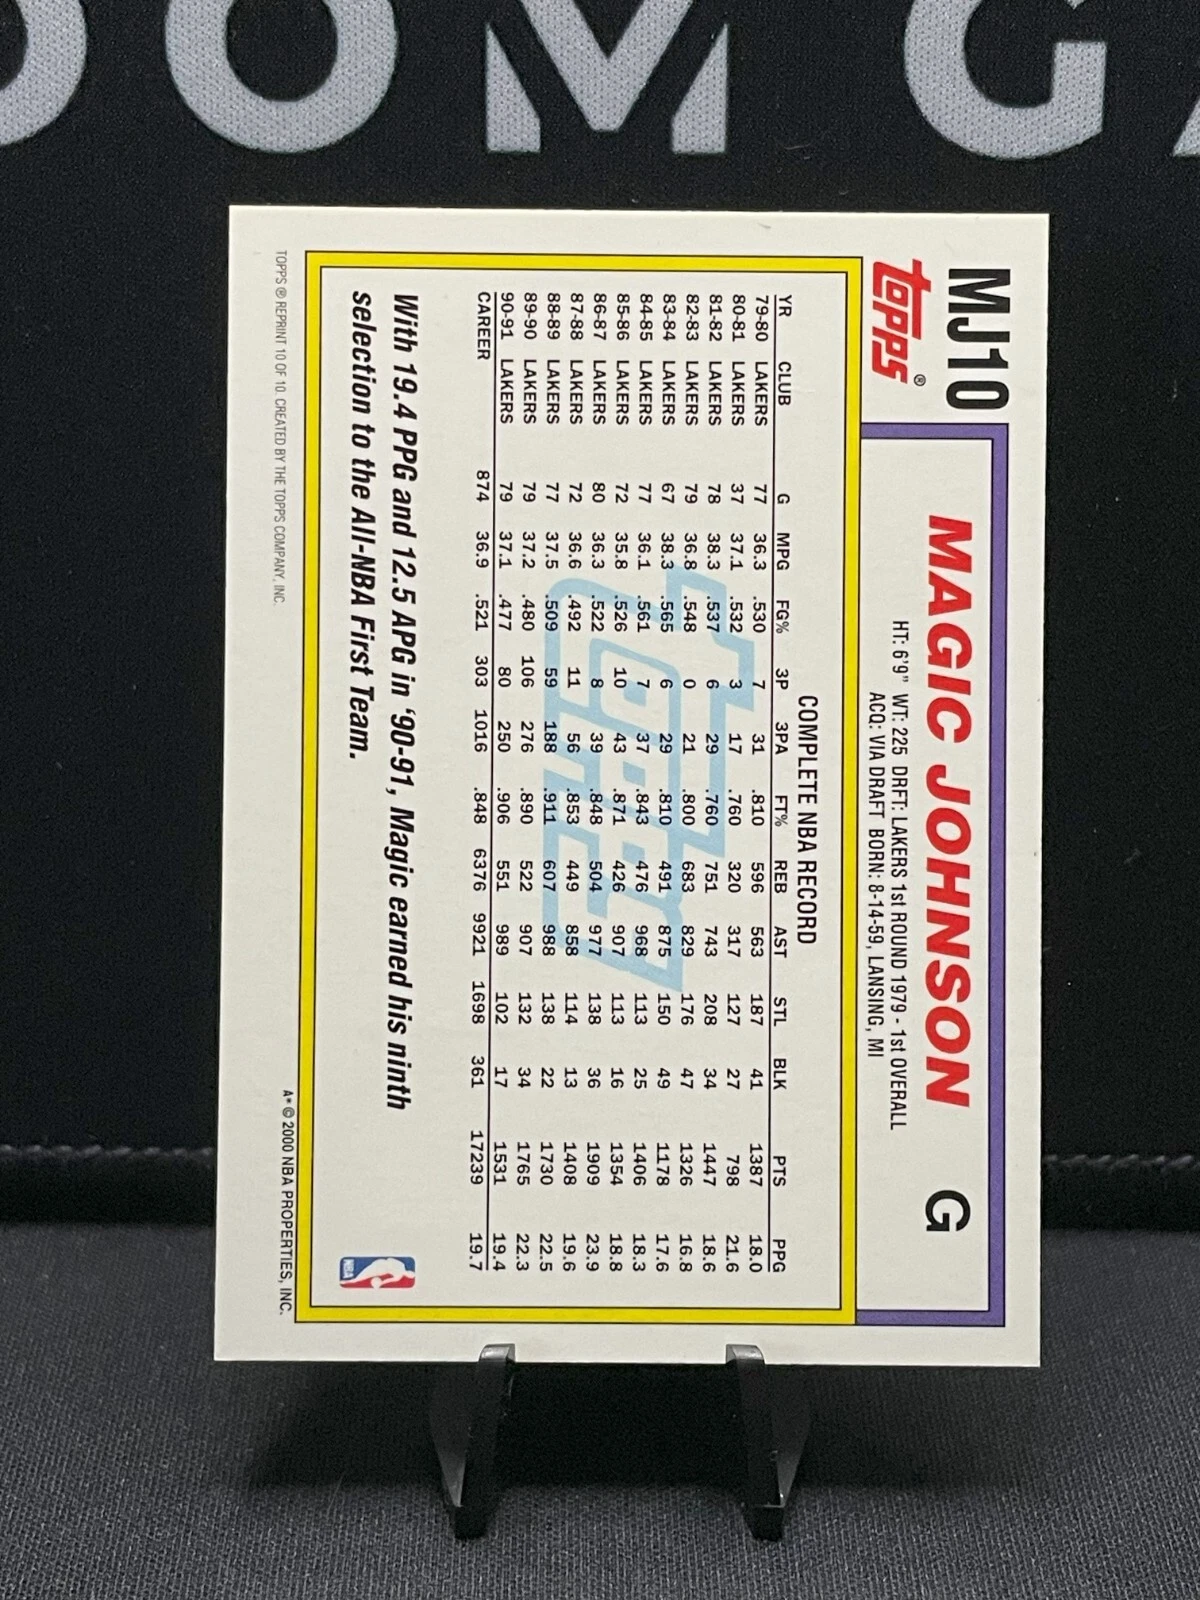 OOM GA
MJ10
Topps®
MAGIC JOHNSON G
HT: 6'9" WT: 225 DRFT: LAKERS 1st ROUND 1979 - 1st OVERALL
ACQ: VIA DRAFT BORN: 8-14-59, LANSING, MI
COMPLETE NBA RECORD
YR CLUB G MPG FG% 3P 3PA FT% REB AST STL BLK PTS PPG
79-80 LAKERS 77 36.3 .530 7 31 .810 596 563 187 41 1387 18.0
80-81 LAKERS 37 37.1 .532 3 17 .760 320 317 127 27 798 21.6
81-82 LAKERS 78 38.3 .537 6 29 .760 751 743 208 34 1447 18.6
82-83 LAKERS 79 36.8 .548 0 21 .800 683 829 176 47 1326 16.8
83-84 LAKERS 67 38.3 .565 6 29 .810 491 875 150 49 1178 17.6
84-85 LAKERS 77 36.1 .561 7 37 .843 476 968 113 25 1406 18.3
85-86 LAKERS 72 35.8 .526 10 43 .871 426 907 113 16 1354 18.8
86-87 LAKERS 80 36.3 .522 8 39 .848 504 977 138 36 1909 23.9
87-88 LAKERS 72 36.6 .492 11 56 .853 449 858 114 13 1408 19.6
88-89 LAKERS 77 37.5 .509 59 188 .911 607 988 138 22 1730 22.5
89-90 LAKERS 79 37.2 .480 106 276 .890 522 907 132 34 1765 22.3
90-91 LAKERS 79 37.1 .477 80 250 .906 551 989 102 17 1531 19.4
CAREER 874 36.9 .521 303 1016 .848 6376 9921 1698 361 17239 19.7
With 19.4 PPG and 12.5 APG in '90-91, Magic earned his ninth
selection to the All-NBA First Team.
NBA
TOPPS ® REPRINT 10 OF 10. CREATED BY THE TOPPS COMPANY, INC.
A* © 2000 NBA PROPERTIES, INC.